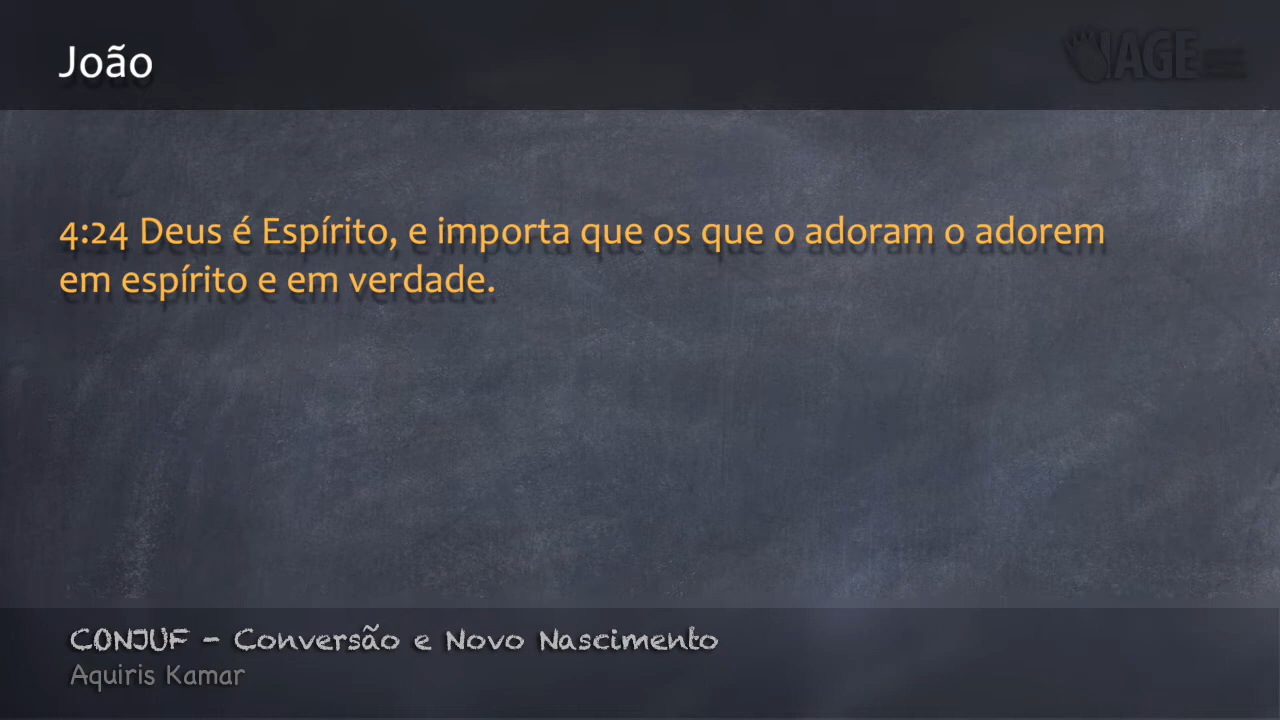 João
IAGE
4:24 Deus é Espírito, e importa que os que o adoram o adorem
em espírito e em verdade.
CONJUF - Conversão e Novo Nascimento
Aquiris Kamar